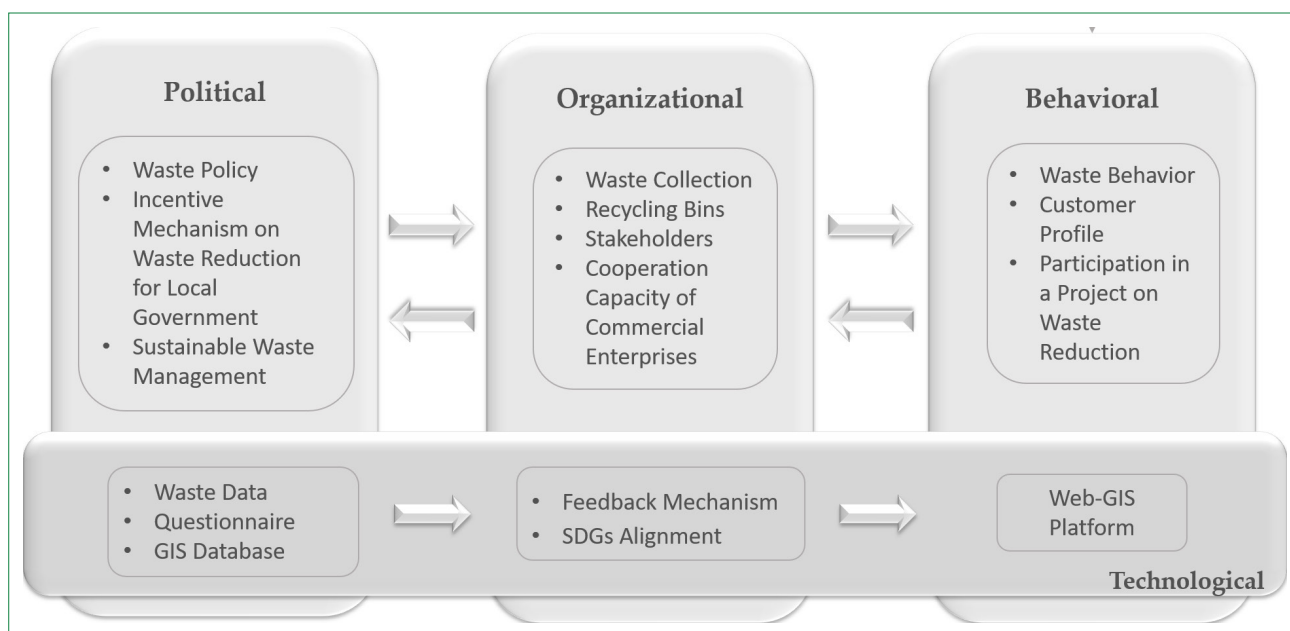 Political
• Waste Policy
• Incentive
Mechanism on
Waste Reduction
for Local
Government
• Sustainable Waste
Management
Organizational
• Waste Collection
• Recycling Bins
• Stakeholders
• Cooperation
Capacity of
Commercial
Enterprises
Behavioral
• Waste Behavior
• Customer
Profile
• Participation in
a Project on
Waste
Reduction
• Waste Data
• Questionnaire
• GIS Database
• Feedback Mechanism
• SDGs Alignment
Web-GIS
Platform
Technological